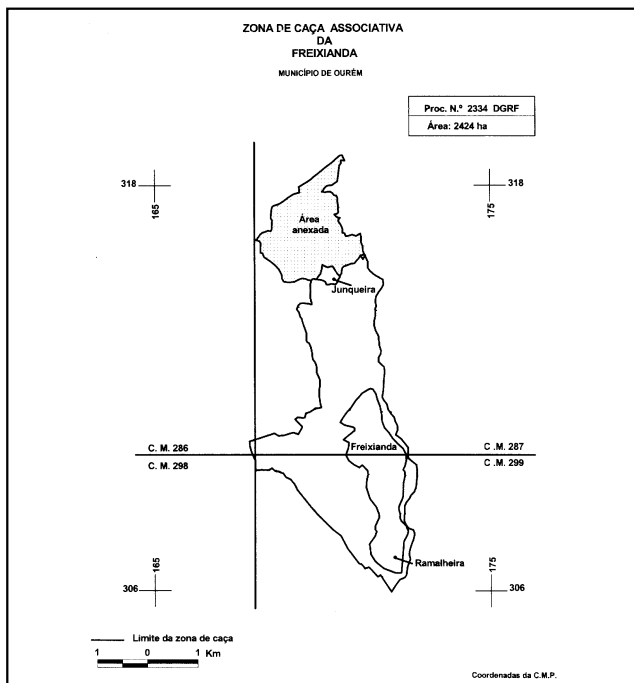 ZONA DE CAÇA ASSOCIATIVA
DA
FREIXIANDA
MUNICÍPIO DE OURÉM
Proc. N.º 2334 DGRF
Área: 2424 ha
318
165
175
318
Área
anexada
Junqueira
C. M. 286
Freixianda
C .M. 287
C. M. 298
C .M. 299
165
175
Ramalheira
306
306
Limite da zona de caça
1 0 1 Km
Coordenadas da C.M.P.